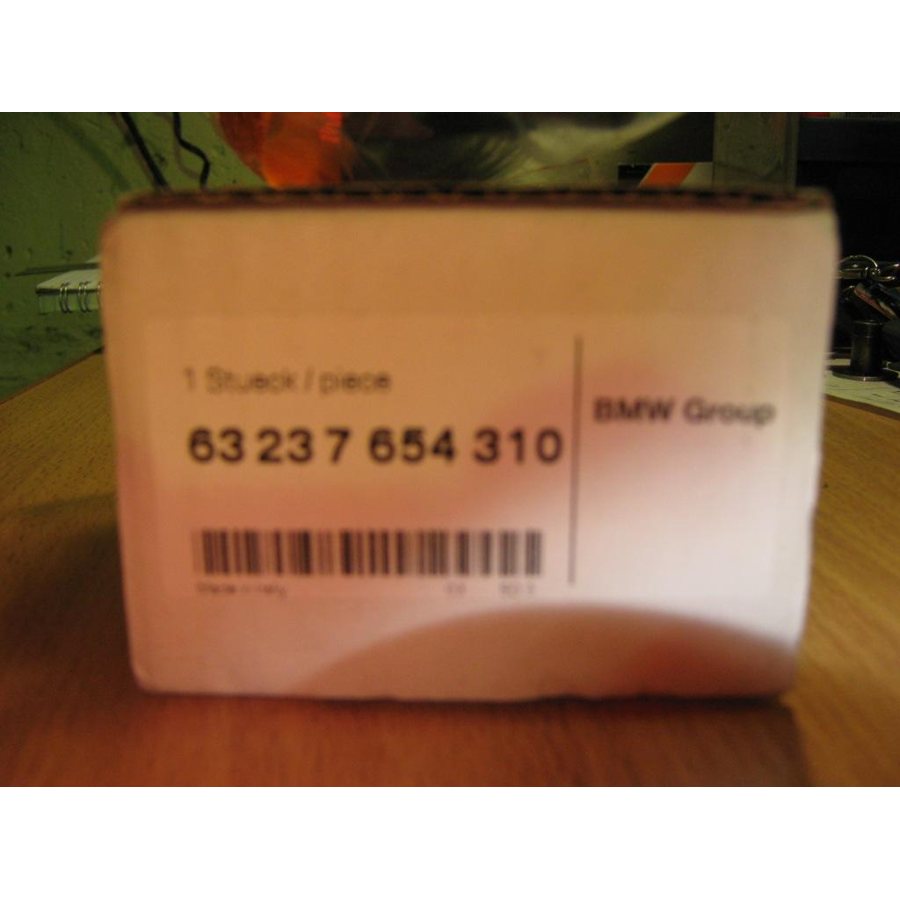 1 Stueck / piece
63 23 7 654 310
BMW Group